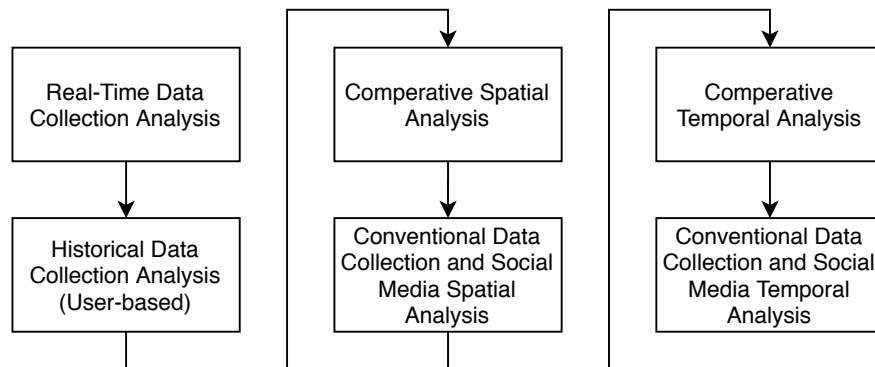 Real-Time Data
Collection Analysis
Historical Data
Collection Analysis
(User-based)
Comperative Spatial
Analysis
Conventional Data
Collection and Social
Media Spatial
Analysis
Comperative
Temporal Analysis
Conventional Data
Collection and Social
Media Temporal
Analysis